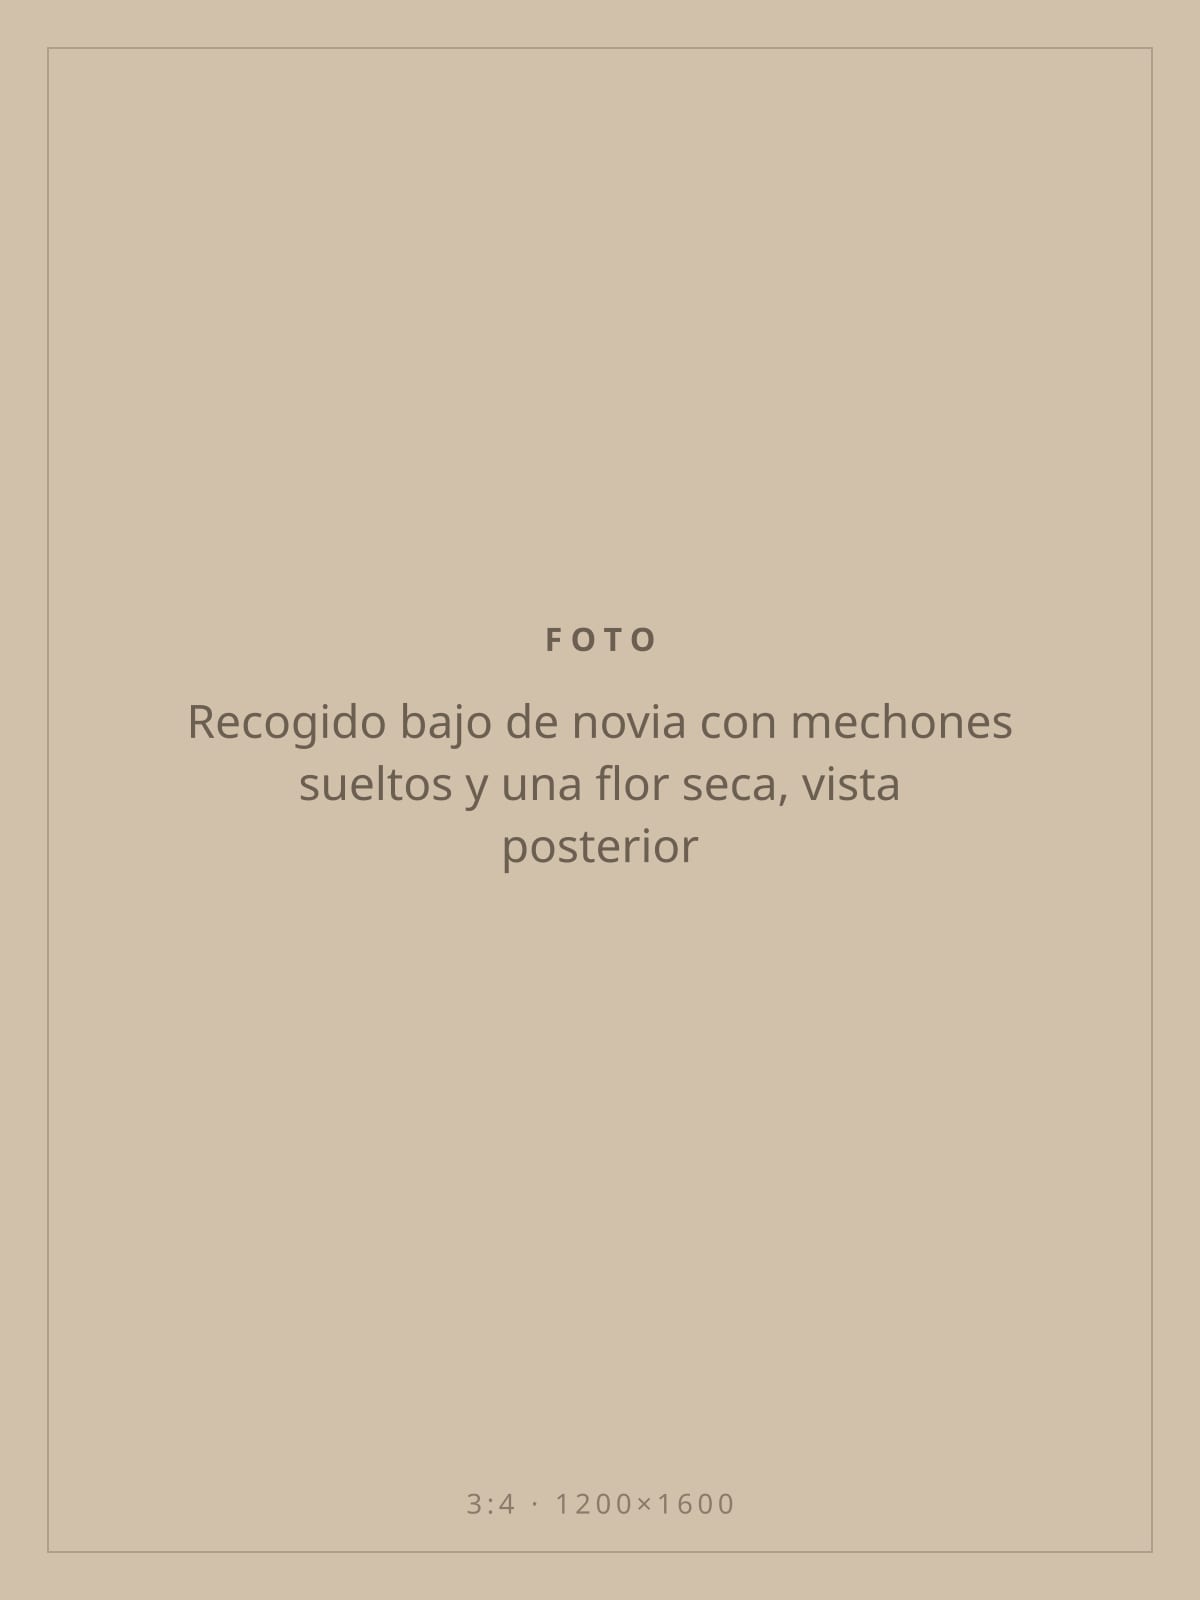 FOTO
Recogido bajo de novia con mechones
sueltos y una flor seca, vista
posterior
3:4 · 1200×1600